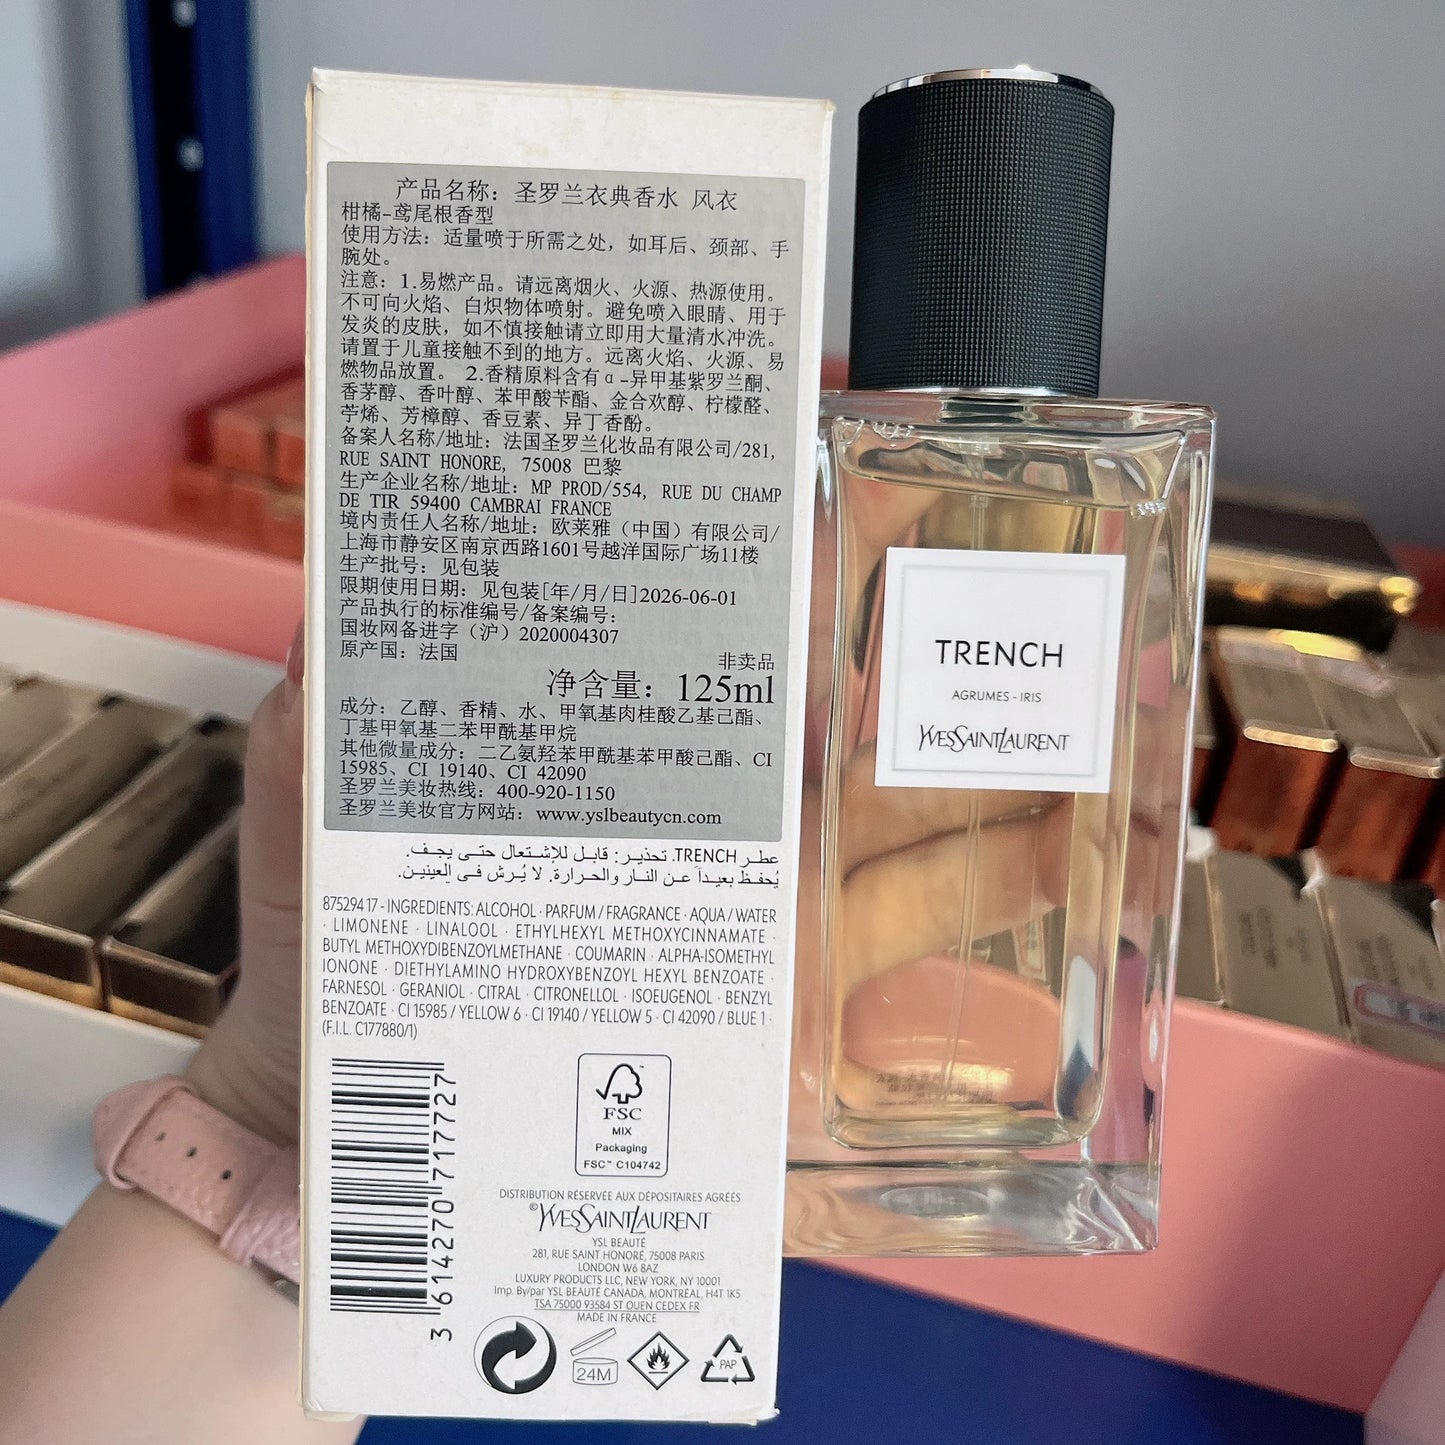 产品名称：圣罗兰衣典香水 风衣
柑橘-鸢尾根香型
使用方法：适量喷于所需之处，如耳后、颈部、手
腕处。
注意：1.易燃产品。请远离烟火、火源、热源使用。
不可向火焰、白炽物体喷射。避免喷入眼睛、用于
发炎的皮肤，如不慎接触请立即用大量清水冲洗。
请置于儿童接触不到的地方。远离火焰、火源、易
燃物品放置。 2.香精原料含有α-异甲基紫罗兰酮、
香茅醇、香叶醇、苯甲酸苄酯、金合欢醇、柠檬醛、
苧烯、芳樟醇、香豆素、异丁香酚。
备案人名称/地址：法国圣罗兰化妆品有限公司/281,
RUE SAINT HONORE, 75008 巴黎
生产企业名称/地址：MP PROD/554, RUE DU CHAMP
DE TIR 59400 CAMBRAI FRANCE
境内责任人名称/地址：欧莱雅（中国）有限公司/
上海市静安区南京西路1601号越洋国际广场11楼
生产批号：见包装
限期使用日期：见包装[年/月/日]2026-06-01
产品执行的标准编号/备案编号：
国妆网备进字（沪）2020004307
原产国：法国
非卖品
净含量：125ml
成分：乙醇、香精、水、甲氧基肉桂酸乙基己酯、
丁基甲氧基二苯甲酰基甲烷
其他微量成分：二乙氨羟苯甲酰基苯甲酸己酯、CI
15985、CI 19140、CI 42090
圣罗兰美妆热线：400-920-1150
圣罗兰美妆官方网站：www.yslbeautycn.com
عطر TRENCH. تحذير: قابل للإشتعال حتى يجف.
يُحفظ بعيداً عن النار والحرارة. لا يُرش في العينين.
8752941 7 - INGREDIENTS: ALCOHOL · PARFUM / FRAGRANCE · AQUA / WATER
· LIMONENE · LINALOOL · ETHYLHEXYL METHOXYCINNAMATE ·
BUTYL METHOXYDIBENZOYLMETHANE · COUMARIN · ALPHA-ISOMETHYL
IONONE · DIETHYLAMINO HYDROXYBENZOYL HEXYL BENZOATE ·
FARNESOL · GERANIOL · CITRAL · CITRONELLOL · ISOEUGENOL · BENZYL
BENZOATE · CI 15985 / YELLOW 6 · CI 19140 / YELLOW 5 · CI 42090 / BLUE 1 ·
(F.I.L. C177880/1)
3 614270 717727
FSC
MIX
Packaging
FSC™ C104742
DISTRIBUTION RÉSERVÉE AUX DÉPOSITAIRES AGRÉÉS
©YVESSAINTLAURENT
YSL BEAUTÉ
281, RUE SAINT HONORÉ, 75008 PARIS
LONDON W6 8AZ
LUXURY PRODUCTS LLC, NEW YORK, NY 10001
Imp. By/par YSL BEAUTÉ CANADA, MONTRÉAL, H4T 1K5
TSA 75000 93584 ST OUEN CEDEX FR
MADE IN FRANCE
24M
PAP
TRENCH
AGRUMES - IRIS
YVESSAINTLAURENT